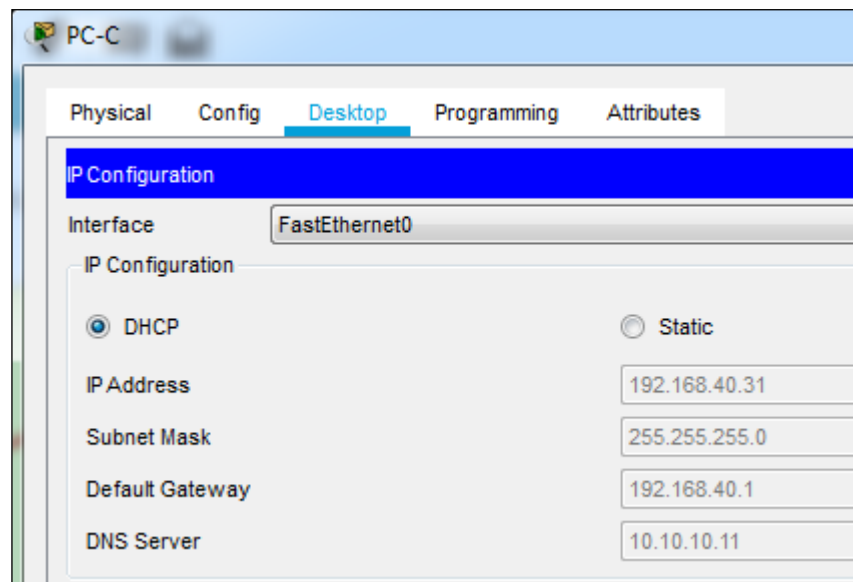 PC-C
Physical Config Desktop Programming Attributes
IP Configuration
Interface FastEthernet0
IP Configuration
DHCP Static
IP Address 192.168.40.31
Subnet Mask 255.255.255.0
Default Gateway 192.168.40.1
DNS Server 10.10.10.11